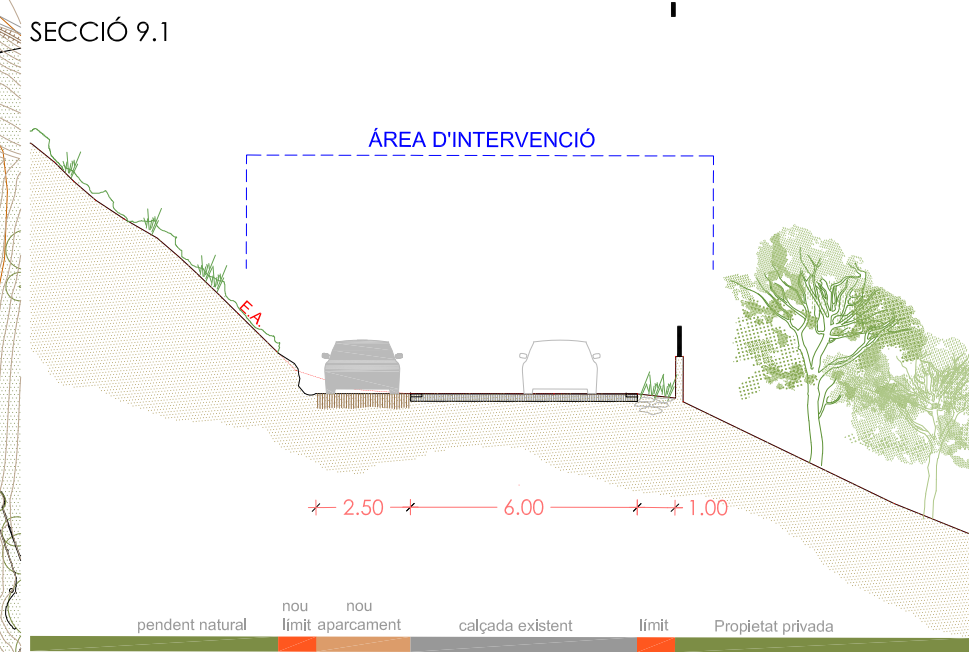 SECCIÓ 9.1
ÁREA D'INTERVENCIÓ
E.A.
2.50 6.00 1.00
nou nou
pendent natural límit aparcament calçada existent límit Propietat privada